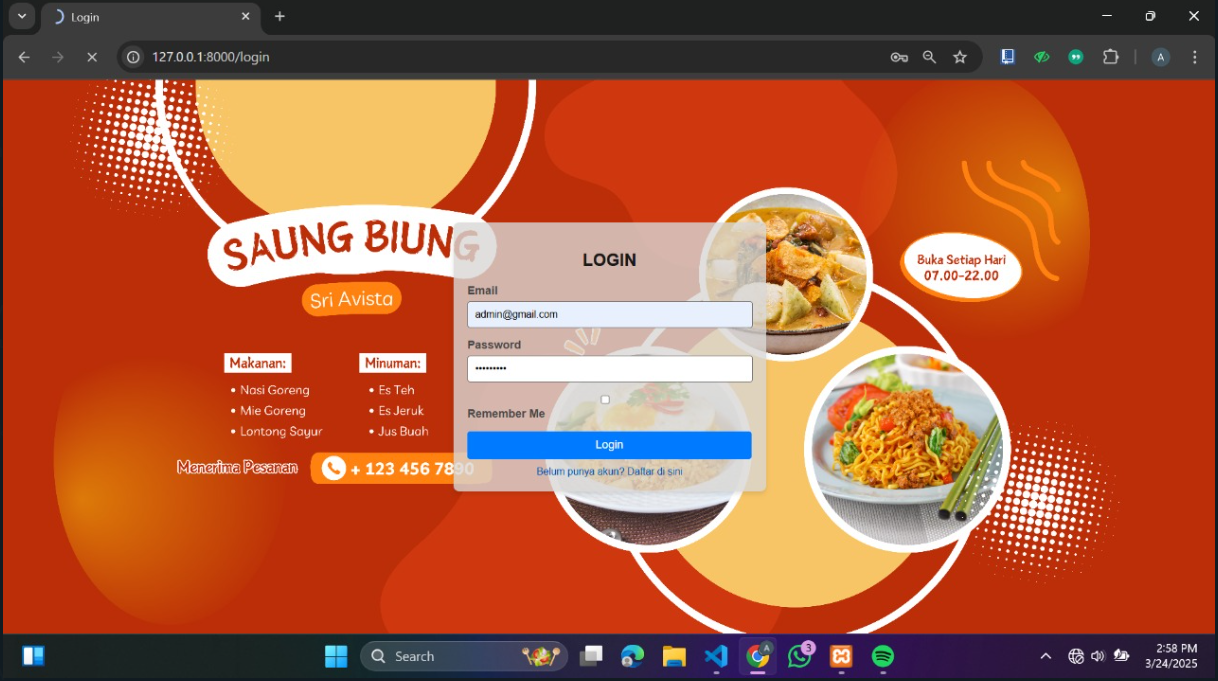 Login
127.0.0.1:8000/login
A
SAUNG BIUNG
Sri Avista
Makanan:
• Nasi Goreng
• Mie Goreng
• Lontong Sayur
Minuman:
• Es Teh
• Es Jeruk
• Jus Buah
Menerima Pesanan
+ 123 456 7890
LOGIN
Email
admin@gmail.com
Password
Remember Me
Login
Belum punya akun? Daftar di sini
Buka Setiap Hari
07.00-22.00
Search
A
3
2:58 PM
3/24/2025